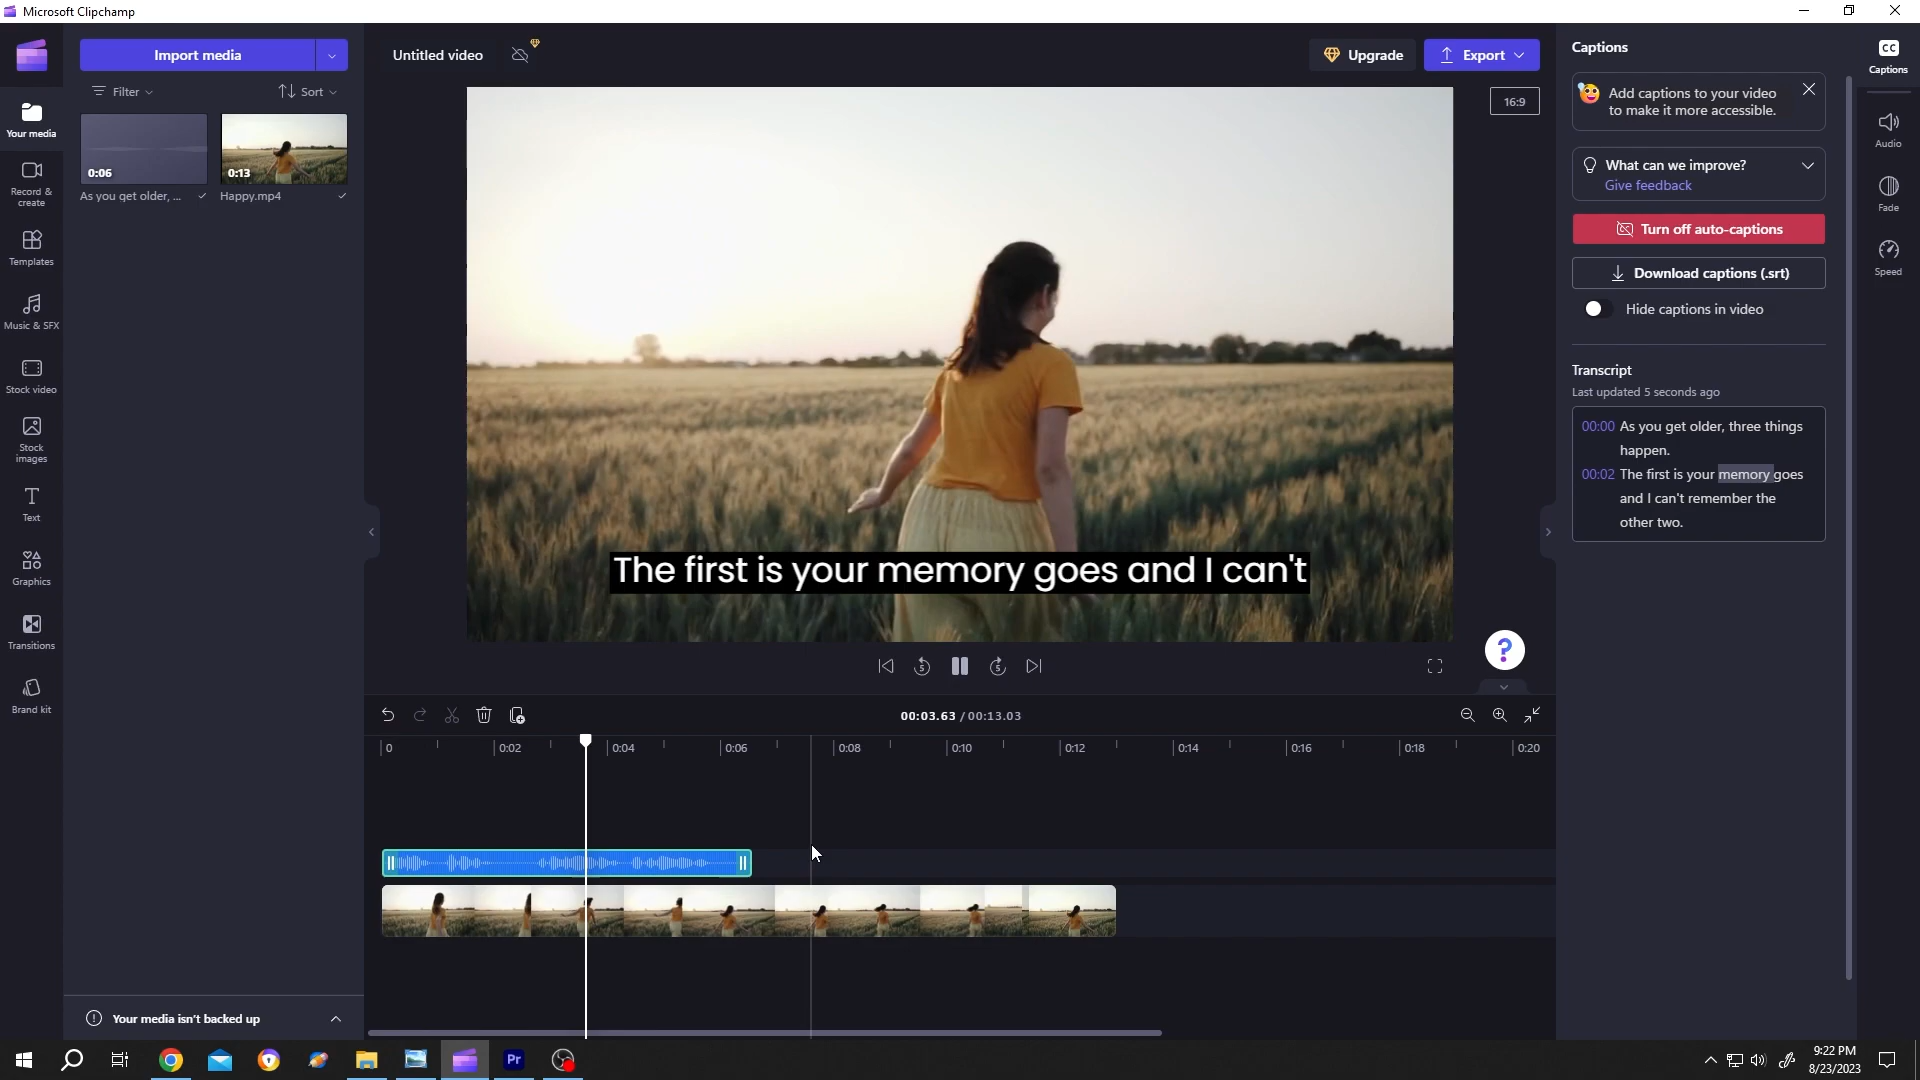 Microsoft Clipchamp
Import media
Filter
Sort
0:06
0:13
As you get older, ...
Happy.mp4
Your media
Record &
create
Templates
Music & SFX
Stock video
Stock
images
Text
Graphics
Transitions
Brand kit
Your media isn't backed up
Untitled video
Upgrade
Export
16:9
The first is your memory goes and I can't
5
5
?
00:03.63 / 00:13.03
0
0:02
0:04
0:06
0:08
0:10
0:12
0:14
0:16
0:18
0:20
Captions
Add captions to your video
to make it more accessible.
What can we improve?
Give feedback
Turn off auto-captions
Download captions (.srt)
Hide captions in video
Transcript
Last updated 5 seconds ago
00:00 As you get older, three things
happen.
00:02 The first is your memory goes
and I can't remember the
other two.
CC
Captions
Audio
Fade
Speed
Pr
9:22 PM
8/23/2023